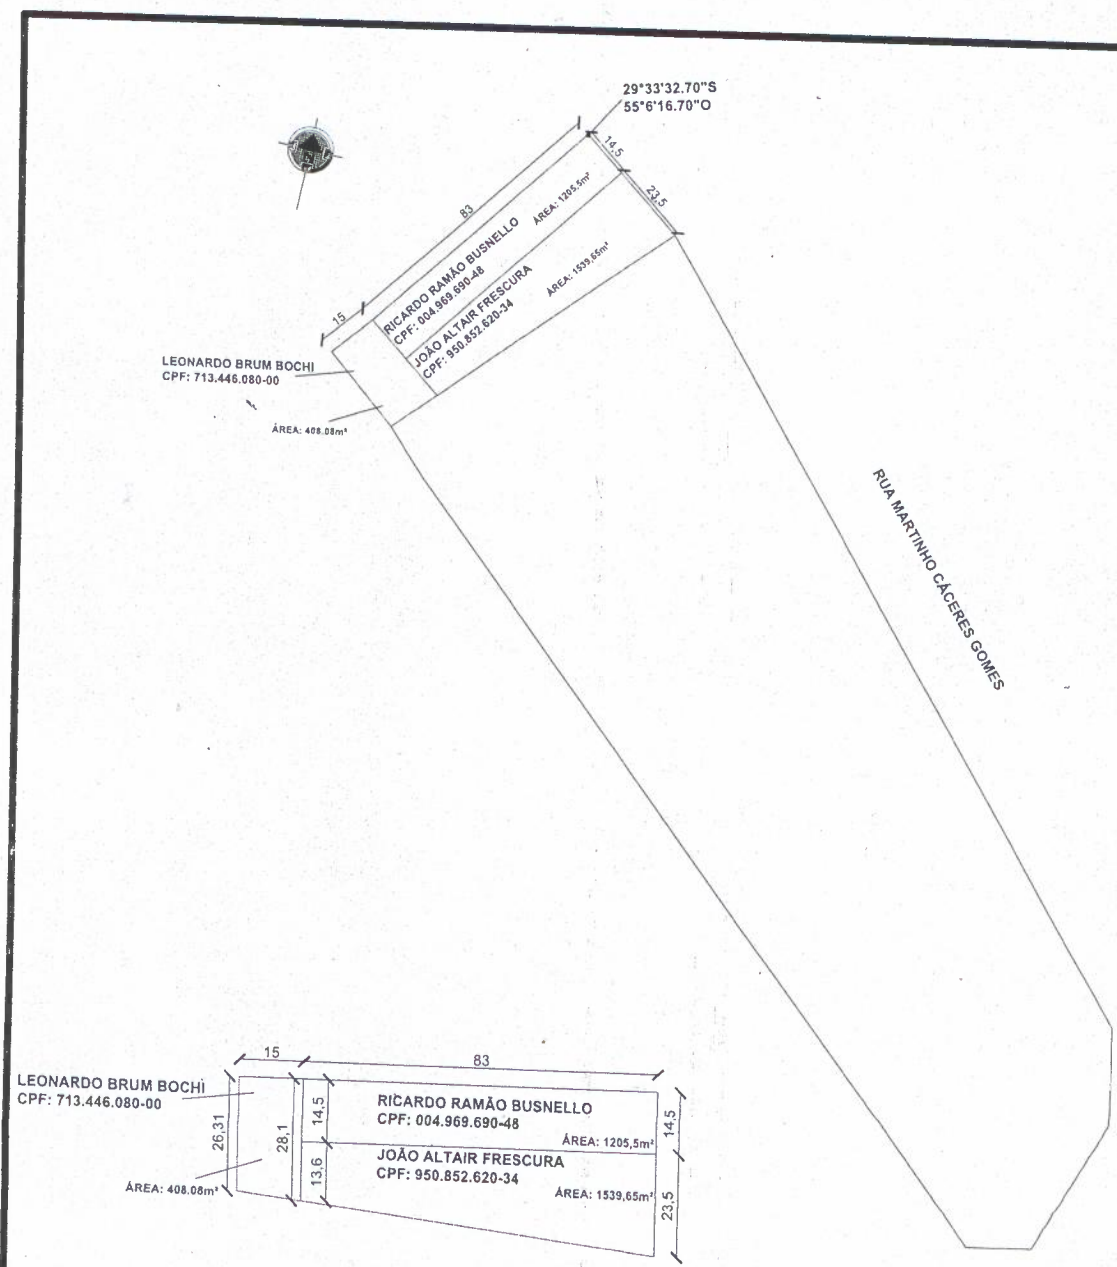 29°33'32.70"S
55°6'16.70"O
14,5
23,5
83
15
RICARDO RAMÃO BUSNELLO
CPF: 004.969.690-48
ÁREA: 1205,5m²
JOÃO ALTAIR FRESCURA
CPF: 950.852.620-34
ÁREA: 1539,65m²
LEONARDO BRUM BOCHI
CPF: 713.446.080-00
ÁREA: 408.08m²
RUA MARTINHO CÁCERES GOMES
15
83
LEONARDO BRUM BOCHI
CPF: 713.446.080-00
26,31
28,1
14,5
13,6
RICARDO RAMÃO BUSNELLO
CPF: 004.969.690-48
ÁREA: 1205,5m²
14,5
JOÃO ALTAIR FRESCURA
CPF: 950.852.620-34
ÁREA: 1539,65m²
23,5
ÁREA: 408.08m²